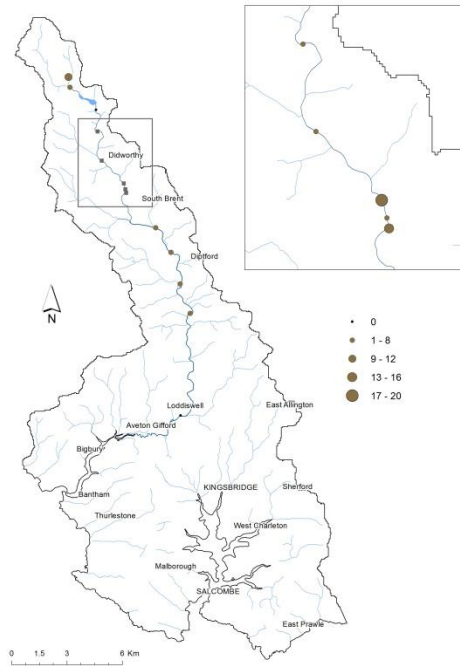 Didworthy
South Brent
Diptford
N
0
1 - 8
9 - 12
13 - 16
17 - 20
Loddiswell
East Allington
Aveton Gifford
Bigbury
Bantham
KINGSBRIDGE
Sherford
Thurlestone
West Charleton
Malborough
SALCOMBE
East Prawle
0 1.5 3 6 Km